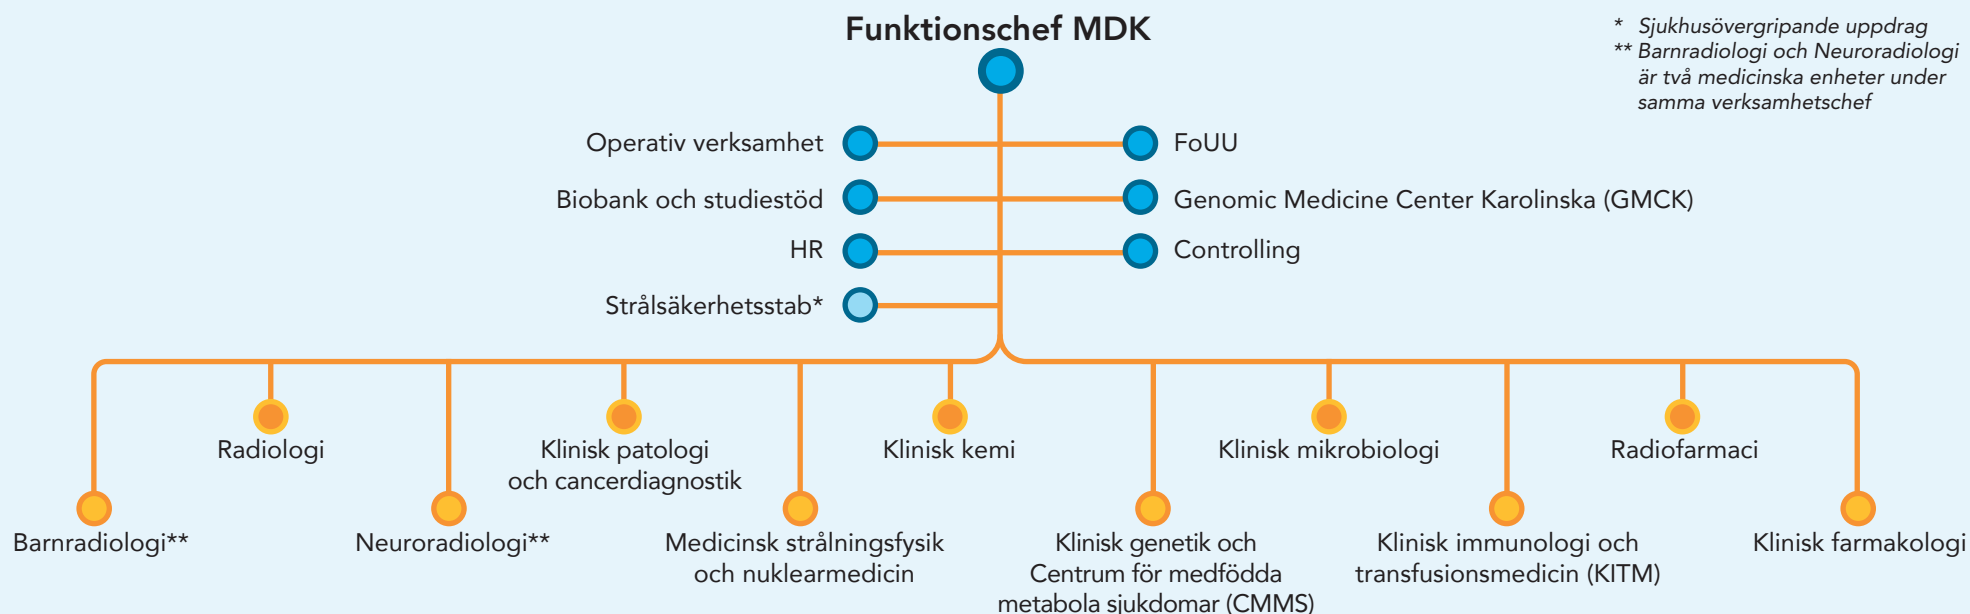 Funktionschef MDK
* Sjukhusövergripande uppdrag
** Barnradiologi och Neuroradiologi
är två medicinska enheter under
samma verksamhetschef
Operativ verksamhet
FoUU
Biobank och studiestöd
Genomic Medicine Center Karolinska (GMCK)
HR
Controlling
Strålsäkerhetsstab*
Radiologi
Klinisk patologi
och cancerdiagnostik
Klinisk kemi
Klinisk mikrobiologi
Radiofarmaci
Barnradiologi**
Neuroradiologi**
Medicinsk strålningsfysik
och nuklearmedicin
Klinisk genetik och
Centrum för medfödda
metabola sjukdomar (CMMS)
Klinisk immunologi och
transfusionsmedicin (KITM)
Klinisk farmakologi